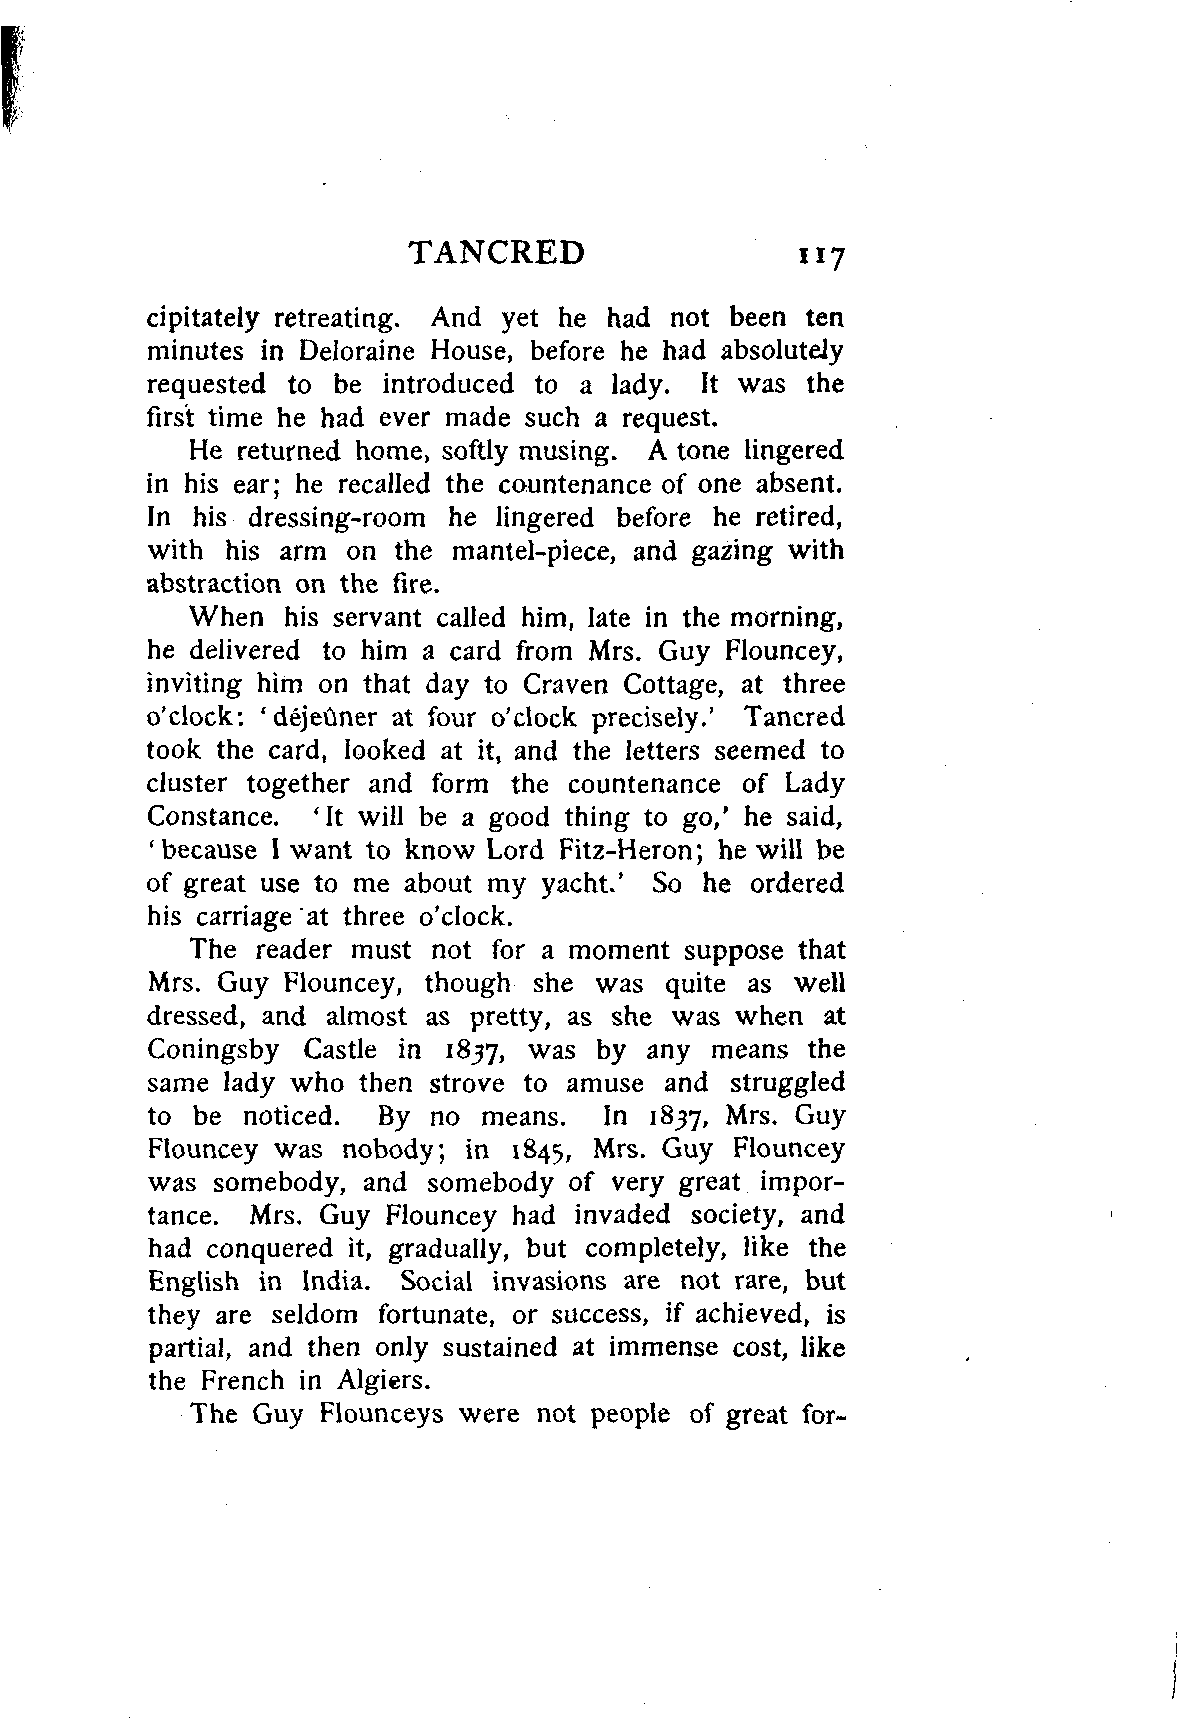 TANCRED 117
cipitately retreating. And yet he had not been ten
minutes in Deloraine House, before he had absolutely
requested to be introduced to a lady. It was the
first time he had ever made such a request.
He returned home, softly musing. A tone lingered
in his ear; he recalled the countenance of one absent.
In his dressing-room he lingered before he retired,
with his arm on the mantel-piece, and gazing with
abstraction on the fire.
When his servant called him, late in the morning,
he delivered to him a card from Mrs. Guy Flouncey,
inviting him on that day to Craven Cottage, at three
o'clock: 'déjeûner at four o'clock precisely.' Tancred
took the card, looked at it, and the letters seemed to
cluster together and form the countenance of Lady
Constance. 'It will be a good thing to go,' he said,
'because I want to know Lord Fitz-Heron; he will be
of great use to me about my yacht.' So he ordered
his carriage at three o'clock.
The reader must not for a moment suppose that
Mrs. Guy Flouncey, though she was quite as well
dressed, and almost as pretty, as she was when at
Coningsby Castle in 1837, was by any means the
same lady who then strove to amuse and struggled
to be noticed. By no means. In 1837, Mrs. Guy
Flouncey was nobody; in 1845, Mrs. Guy Flouncey
was somebody, and somebody of very great impor-
tance. Mrs. Guy Flouncey had invaded society, and
had conquered it, gradually, but completely, like the
English in India. Social invasions are not rare, but
they are seldom fortunate, or success, if achieved, is
partial, and then only sustained at immense cost, like
the French in Algiers.
The Guy Flounceys were not people of great for-